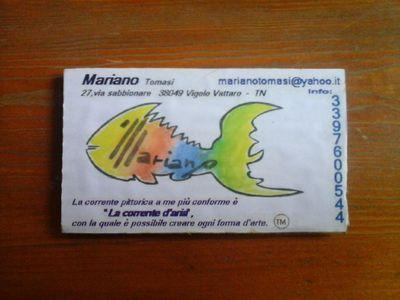 Mariano Tomasi marianotomasi@yahoo.it
27,via sabbionare 38049 Vigolo Vattaro - TN Info:
3397600544
Mariano
La corrente pittorica a me più conforme è
"La corrente d'aria",
con la quale è possibile creare ogni forma d'arte. TM